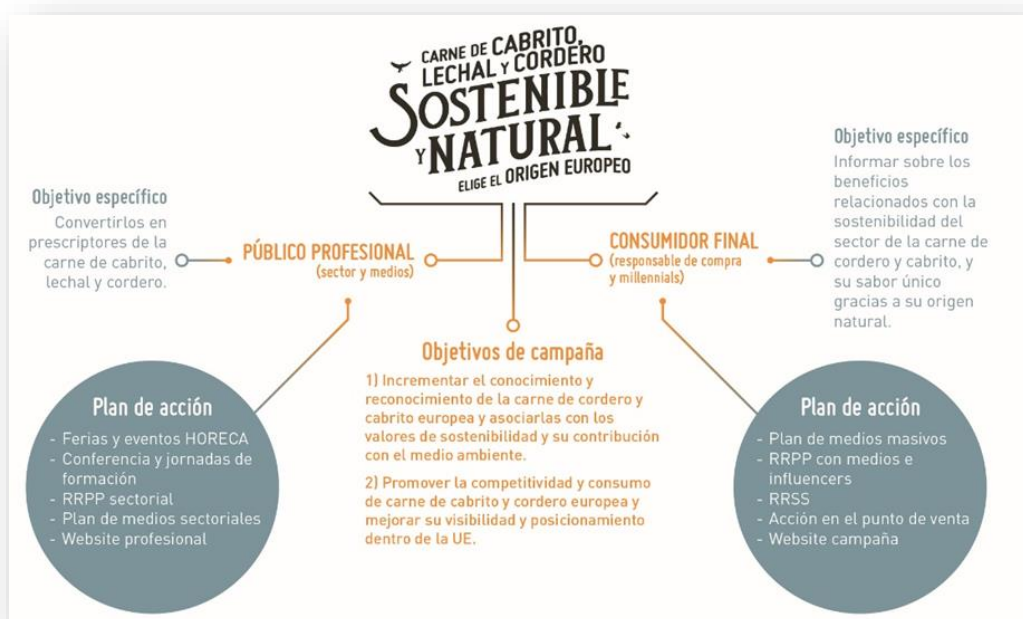 CARNE DE CABRITO,
LECHAL Y CORDERO
SOSTENIBLE
Y NATURAL
ELIGE EL ORIGEN EUROPEO
Objetivo específico
Convertirlos en
prescriptores de la
carne de cabrito,
lechal y cordero.
PÚBLICO PROFESIONAL
(sector y medios)
CONSUMIDOR FINAL
(responsable de compra
y millennials)
Objetivo específico
Informar sobre los
beneficios
relacionados con la
sostenibilidad del
sector de la carne de
cordero y cabrito, y
su sabor único
gracias a su origen
natural.
Plan de acción
- Ferias y eventos HORECA
- Conferencia y jornadas de
formación
- RRPP sectorial
- Plan de medios sectoriales
- Website profesional
Objetivos de campaña
1) Incrementar el conocimiento y
reconocimiento de la carne de cordero y
cabrito europea y asociarlas con los
valores de sostenibilidad y su contribución
con el medio ambiente.
2) Promover la competitividad y consumo
de carne de cabrito y cordero europea y
mejorar su visibilidad y posicionamiento
dentro de la UE.
Plan de acción
- Plan de medios masivos
- RRPP con medios e
influencers
- RRSS
- Acción en el punto de venta
- Website campaña